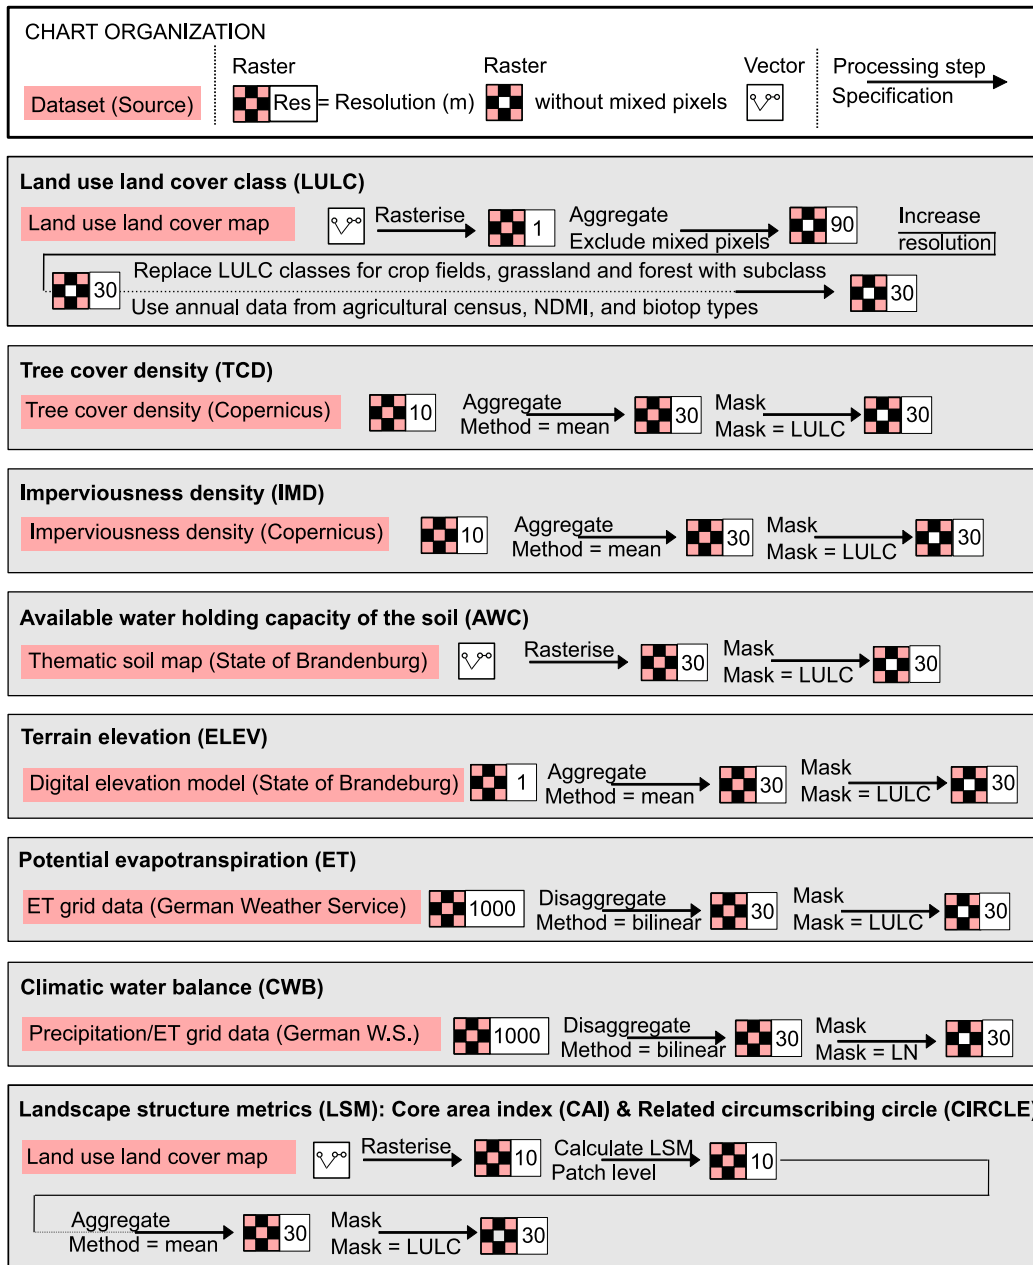 CHART ORGANIZATION
Dataset (Source)
Raster
Res = Resolution (m)
Raster
without mixed pixels
Vector
Processing step
Specification
Land use land cover class (LULC)
Land use land cover map
Rasterise
1
Aggregate
Exclude mixed pixels
90
Increase
resolution
30
Replace LULC classes for crop fields, grassland and forest with subclass
Use annual data from agricultural census, NDMI, and biotop types
30
Tree cover density (TCD)
Tree cover density (Copernicus)
10
Aggregate
Method = mean
30
Mask
Mask = LULC
30
Imperviousness density (IMD)
Imperviousness density (Copernicus)
10
Aggregate
Method = mean
30
Mask
Mask = LULC
30
Available water holding capacity of the soil (AWC)
Thematic soil map (State of Brandenburg)
Rasterise
30
Mask
Mask = LULC
30
Terrain elevation (ELEV)
Digital elevation model (State of Brandeburg)
1
Aggregate
Method = mean
30
Mask
Mask = LULC
30
Potential evapotranspiration (ET)
ET grid data (German Weather Service)
1000
Disaggregate
Method = bilinear
30
Mask
Mask = LULC
30
Climatic water balance (CWB)
Precipitation/ET grid data (German W.S.)
1000
Disaggregate
Method = bilinear
30
Mask
Mask = LN
30
Landscape structure metrics (LSM): Core area index (CAI) & Related circumscribing circle (CIRCLE)
Land use land cover map
Rasterise
10
Calculate LSM
Patch level
10
Aggregate
Method = mean
30
Mask
Mask = LULC
30